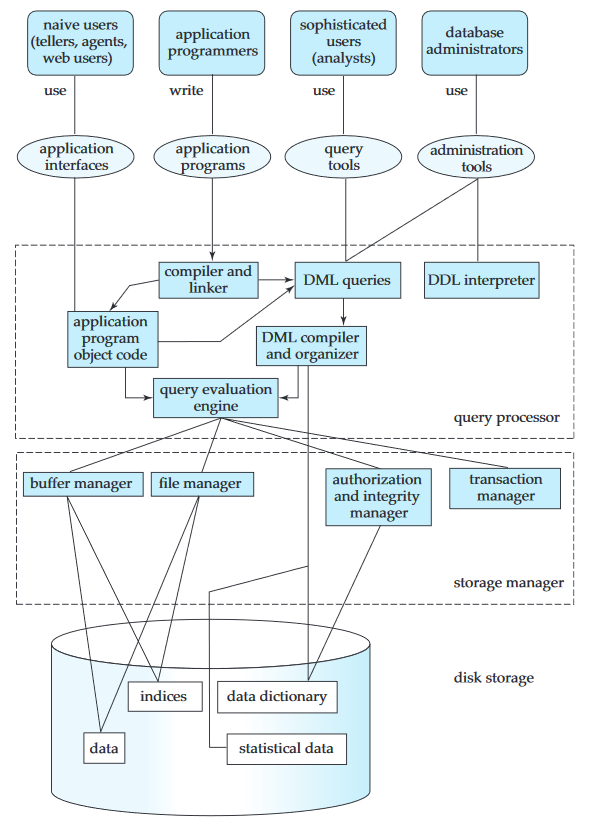 naive users
(tellers, agents,
web users)
application
programmers
sophisticated
users
(analysts)
database
administrators
use
write
use
use
application
interfaces
application
programs
query
tools
administration
tools
compiler and
linker
DML queries
DDL interpreter
application
program
object code
DML compiler
and organizer
query evaluation
engine
query processor
buffer manager
file manager
authorization
and integrity
manager
transaction
manager
storage manager
disk storage
indices
data dictionary
data
statistical data